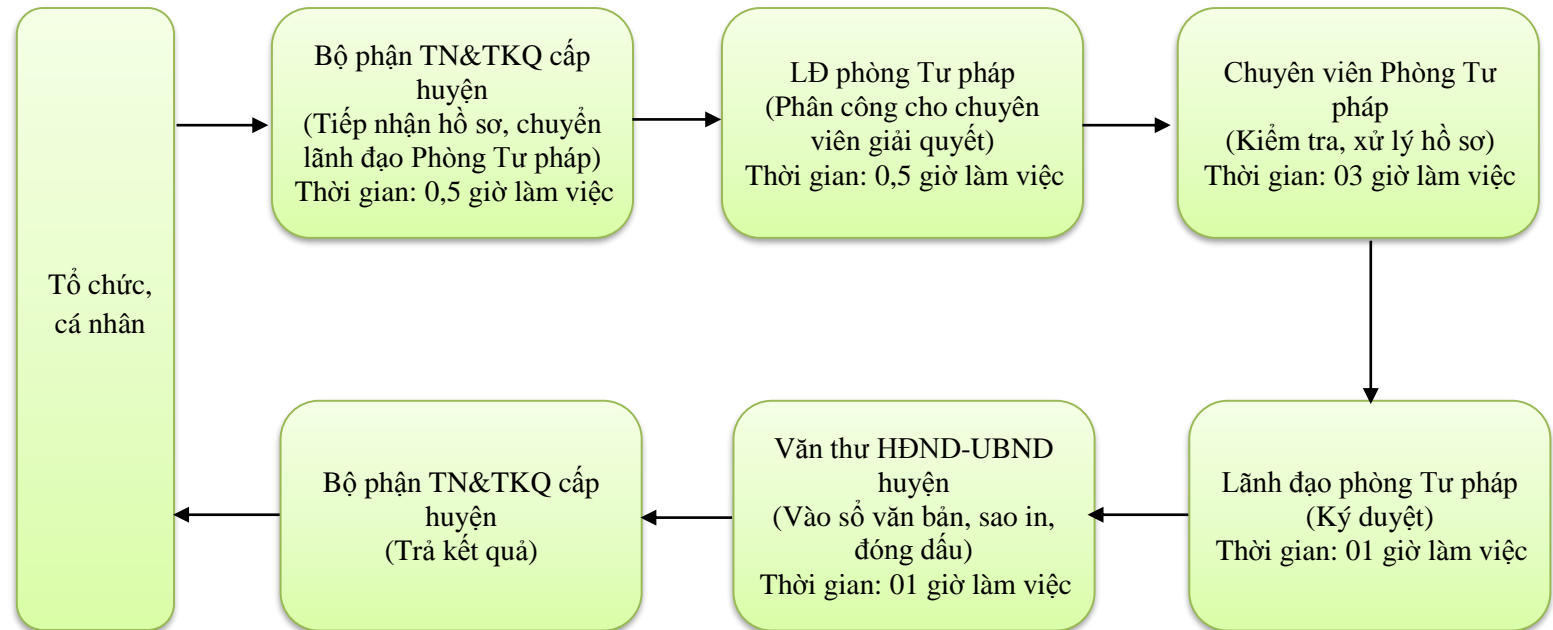 Tổ chức,
cá nhân
Bộ phận TN&TKQ cấp
huyện
(Tiếp nhận hồ sơ, chuyển
lãnh đạo Phòng Tư pháp)
Thời gian: 0,5 giờ làm việc
LĐ phòng Tư pháp
(Phân công cho chuyên
viên giải quyết)
Thời gian: 0,5 giờ làm việc
Chuyên viên Phòng Tư
pháp
(Kiểm tra, xử lý hồ sơ)
Thời gian: 03 giờ làm việc
Lãnh đạo phòng Tư pháp
(Ký duyệt)
Thời gian: 01 giờ làm việc
Văn thư HĐND-UBND
huyện
(Vào sổ văn bản, sao in,
đóng dấu)
Thời gian: 01 giờ làm việc
Bộ phận TN&TKQ cấp
huyện
(Trả kết quả)